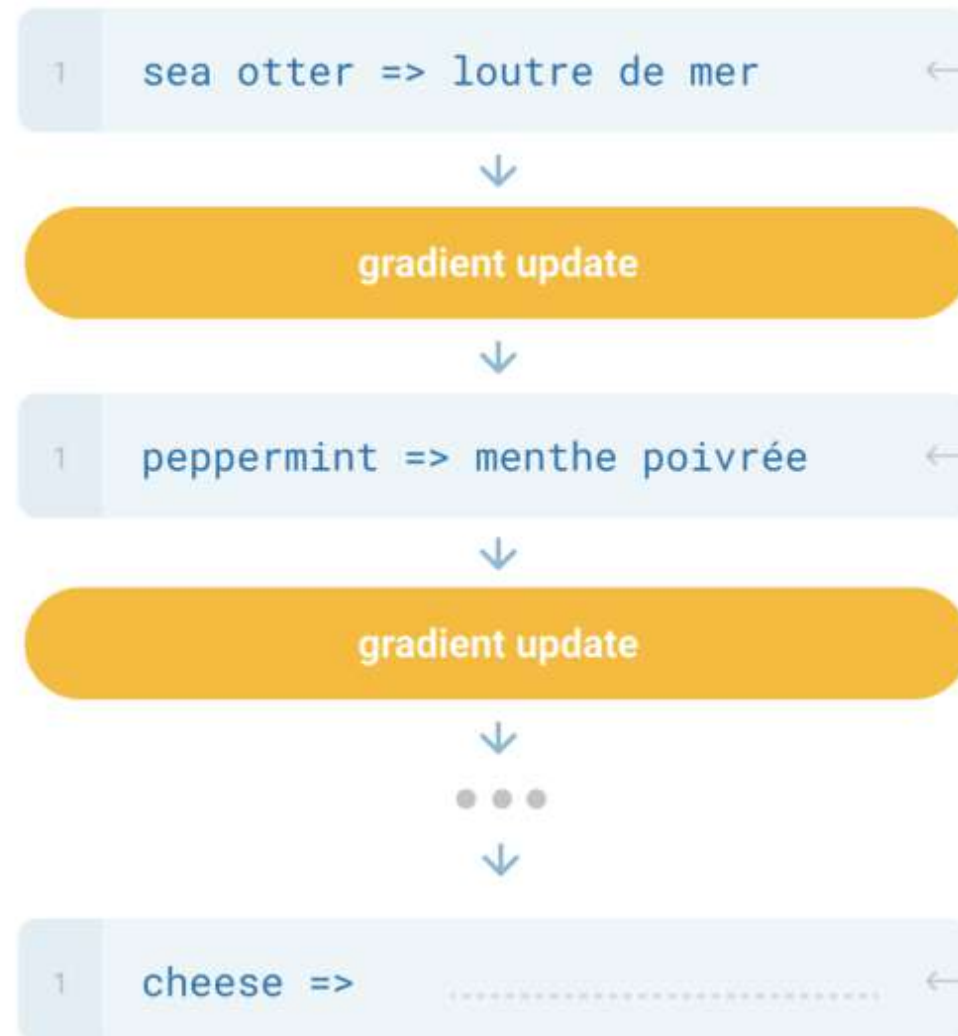 1 sea otter => loutre de mer ←
gradient update
1 peppermint => menthe poivrée ←
gradient update
1 cheese => ←